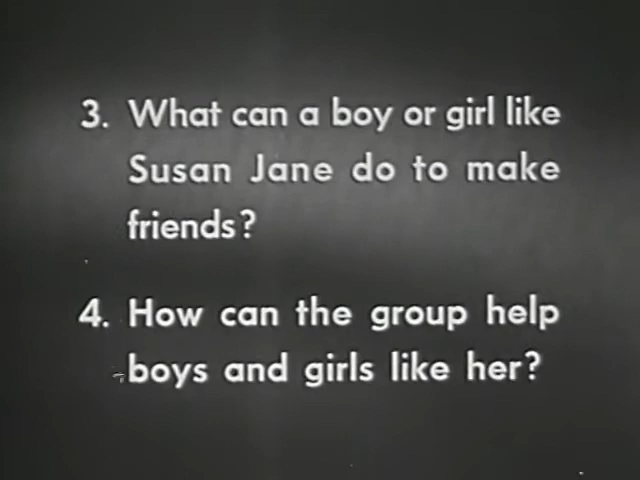 3. What can a boy or girl like
Susan Jane do to make
friends?
4. How can the group help
boys and girls like her?